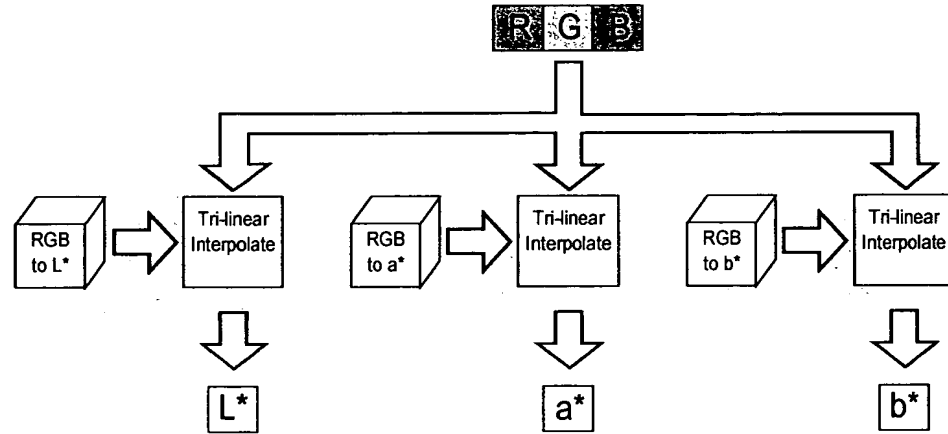 R G B
RGB
to L*
Tri-linear
Interpolate
RGB
to a*
Tri-linear
Interpolate
RGB
to b*
Tri-linear
Interpolate
L*
a*
b*